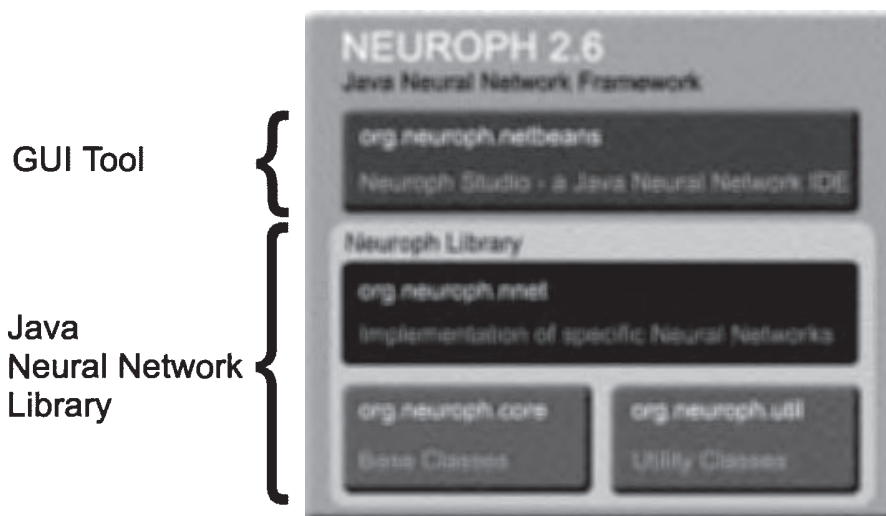 NEUROPH 2.6
Java Neural Network Framework
GUI Tool
org.neuroph.netbeans
Neuroph Studio - a Java Neural Network IDE
Java
Neural Network
Library
Neuroph Library
org.neuroph.nnet
Implementation of specific Neural Networks
org.neuroph.core
Base Classes
org.neuroph.util
Utility Classes